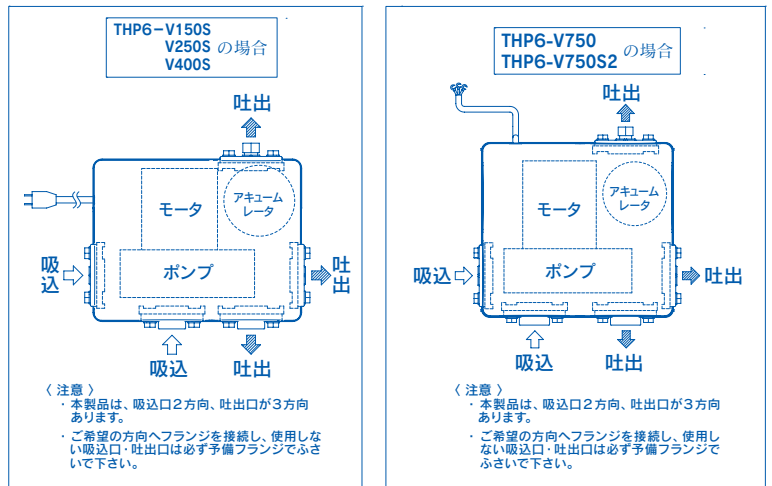 THP6-V150S
V250S の場合
V400S
吐出
モータ
アキューム
レータ
ポンプ
吸
込
吐
出
吸込
吐出
〈 注意 〉
・本製品は、吸込口2方向、吐出口が3方向
あります。
・ご希望の方向へフランジを接続し、使用しな
い吸込口・吐出口は必ず予備フランジでふさ
いで下さい。
THP6-V750
THP6-V750S2 の場合
吐出
モータ
アキューム
レータ
ポンプ
吸込
吐出
吸込
吐出
〈 注意 〉
・本製品は、吸込口2方向、吐出口が3方向
あります。
・ご希望の方向へフランジを接続し、使用し
ない吸込口・吐出口は必ず予備フランジで
ふさいで下さい。